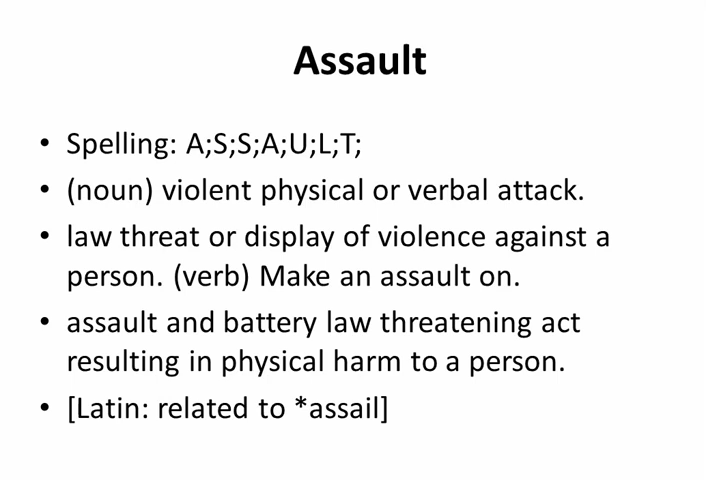 Assault
• Spelling: A;S;S;A;U;L;T;
• (noun) violent physical or verbal attack.
• law threat or display of violence against a
person. (verb) Make an assault on.
• assault and battery law threatening act
resulting in physical harm to a person.
• [Latin: related to *assail]